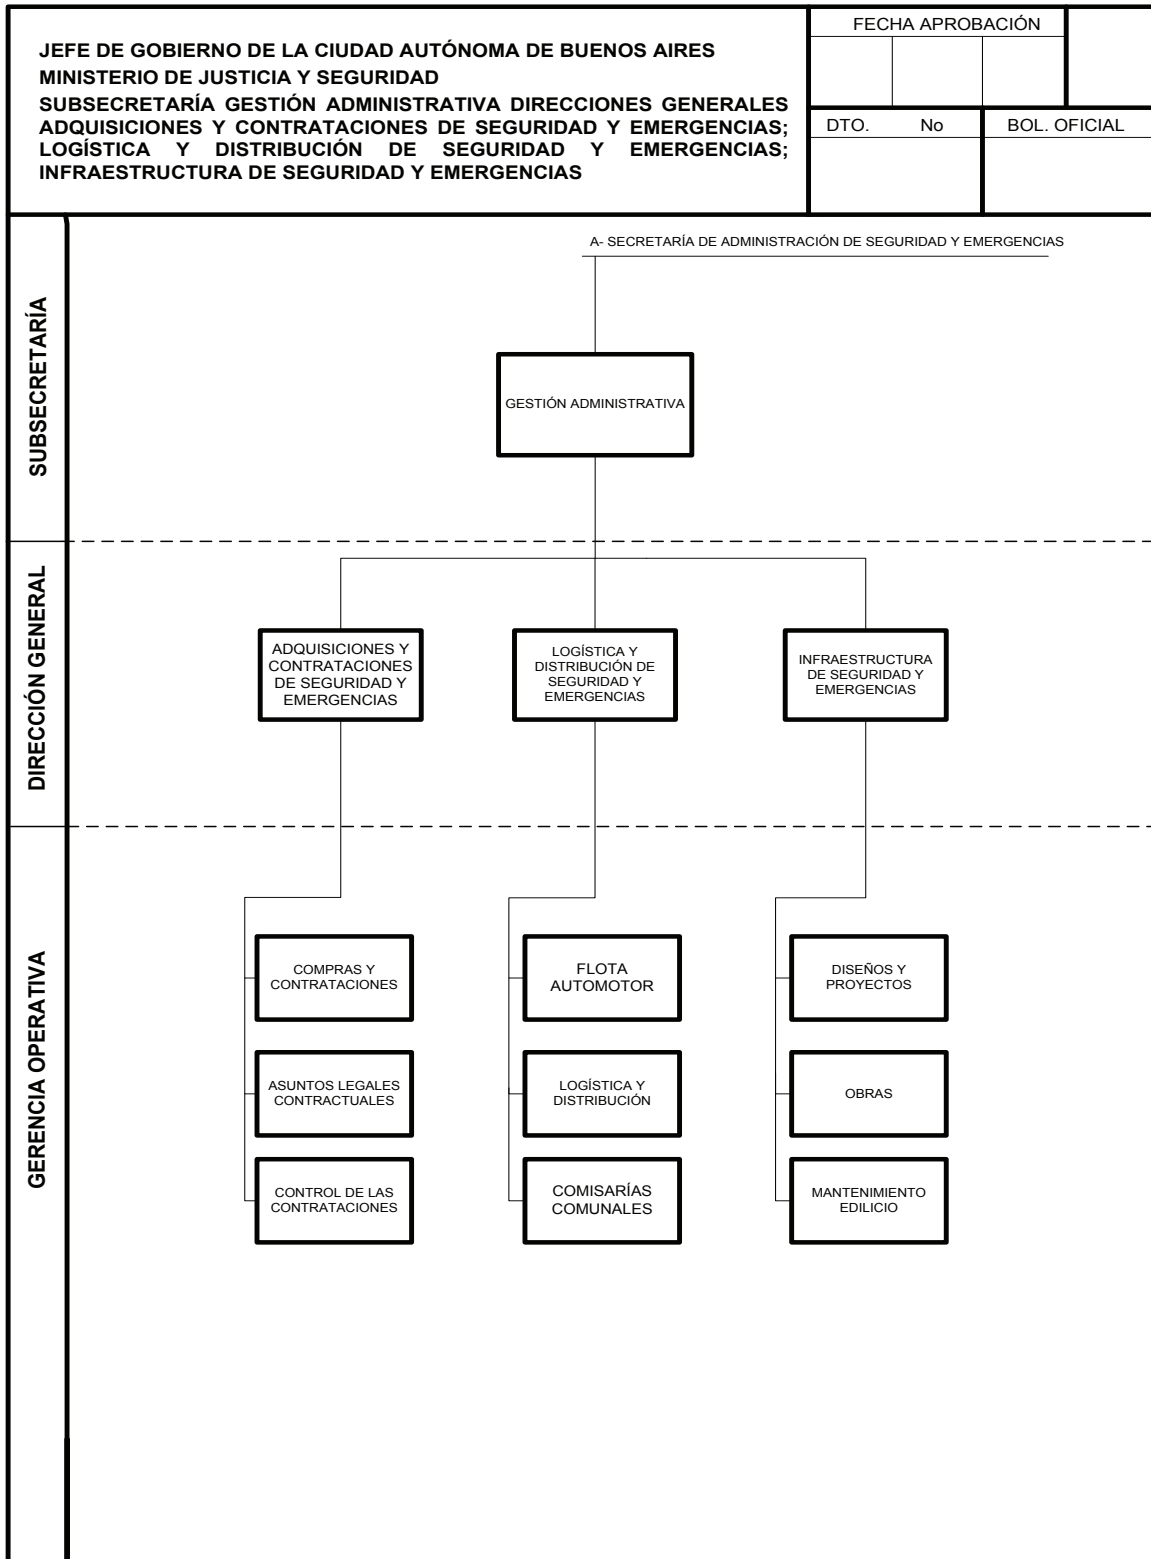 JEFE DE GOBIERNO DE LA CIUDAD AUTÓNOMA DE BUENOS AIRES
MINISTERIO DE JUSTICIA Y SEGURIDAD
SUBSECRETARÍA GESTIÓN ADMINISTRATIVA DIRECCIONES GENERALES
ADQUISICIONES Y CONTRATACIONES DE SEGURIDAD Y EMERGENCIAS;
LOGÍSTICA Y DISTRIBUCIÓN DE SEGURIDAD Y EMERGENCIAS;
INFRAESTRUCTURA DE SEGURIDAD Y EMERGENCIAS
FECHA APROBACIÓN
DTO. No BOL. OFICIAL
A- SECRETARÍA DE ADMINISTRACIÓN DE SEGURIDAD Y EMERGENCIAS
SUBSECRETARÍA
GESTIÓN ADMINISTRATIVA
DIRECCIÓN GENERAL
ADQUISICIONES Y
CONTRATACIONES
DE SEGURIDAD Y
EMERGENCIAS
LOGÍSTICA Y
DISTRIBUCIÓN DE
SEGURIDAD Y
EMERGENCIAS
INFRAESTRUCTURA
DE SEGURIDAD Y
EMERGENCIAS
GERENCIA OPERATIVA
COMPRAS Y
CONTRATACIONES
FLOTA
AUTOMOTOR
DISEÑOS Y
PROYECTOS
ASUNTOS LEGALES
CONTRACTUALES
LOGÍSTICA Y
DISTRIBUCIÓN
OBRAS
CONTROL DE LAS
CONTRATACIONES
COMISARÍAS
COMUNALES
MANTENIMIENTO
EDILICIO